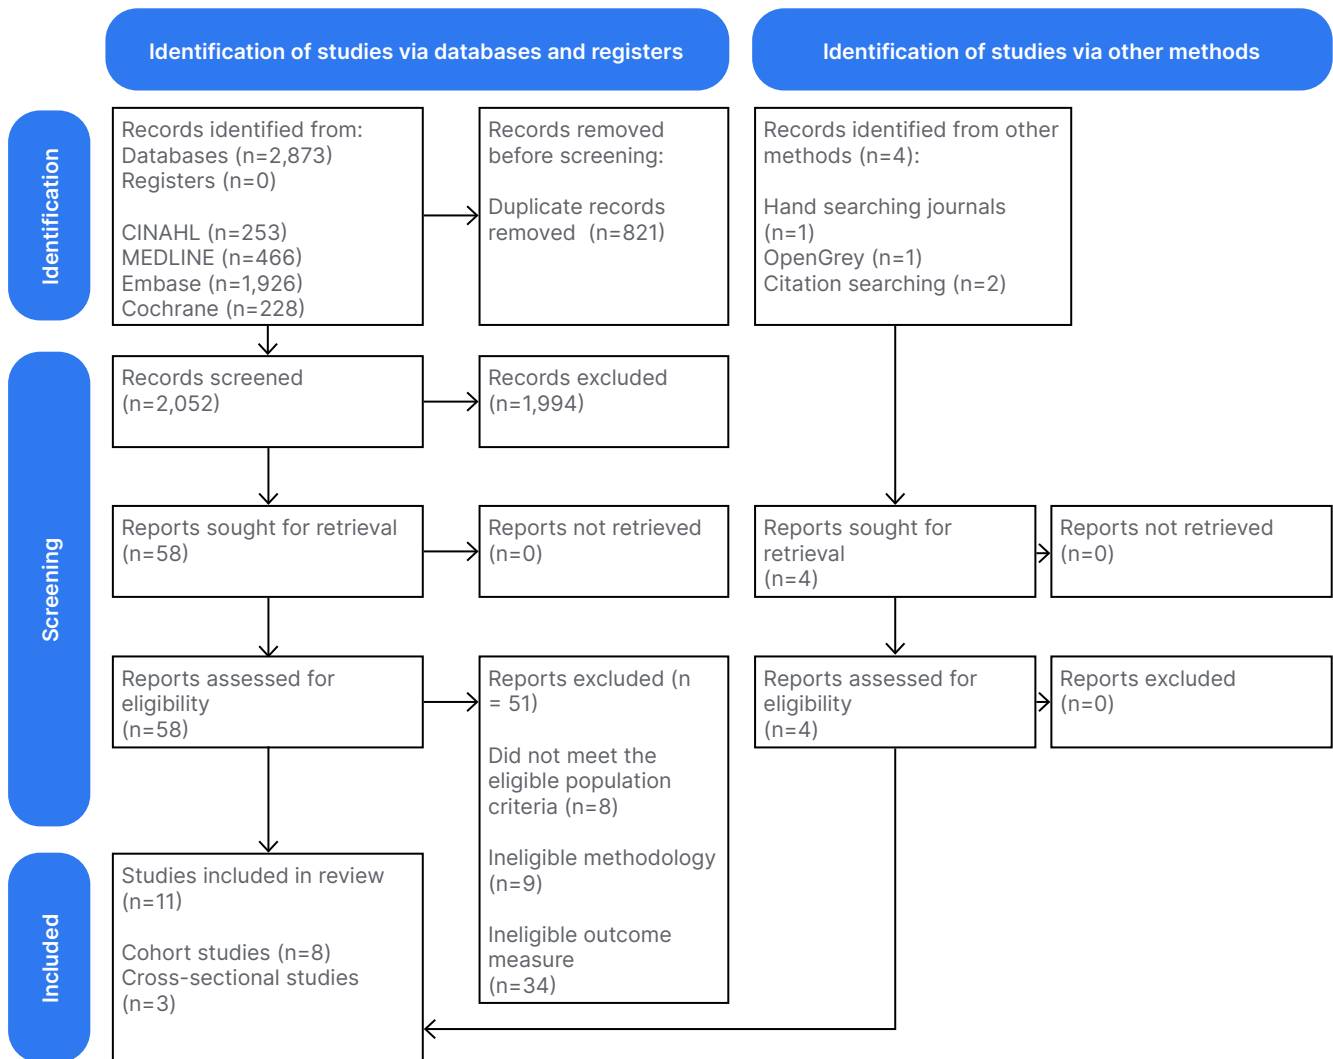 Identification of studies via databases and registers
Identification of studies via other methods
Identification
Records identified from:
Databases (n=2,873)
Registers (n=0)
CINAHL (n=253)
MEDLINE (n=466)
Embase (n=1,926)
Cochrane (n=228)
Records removed
before screening:
Duplicate records
removed (n=821)
Records identified from other
methods (n=4):
Hand searching journals
(n=1)
OpenGrey (n=1)
Citation searching (n=2)
Screening
Records screened
(n=2,052)
Records excluded
(n=1,994)
Reports sought for retrieval
(n=58)
Reports not retrieved
(n=0)
Reports sought for
retrieval
(n=4)
Reports not retrieved
(n=0)
Reports assessed for
eligibility
(n=58)
Reports excluded (n
= 51)
Did not meet the
eligible population
criteria (n=8)
Ineligible methodology
(n=9)
Ineligible outcome
measure
(n=34)
Reports assessed for
eligibility
(n=4)
Reports excluded
(n=0)
Included
Studies included in review
(n=11)
Cohort studies (n=8)
Cross-sectional studies
(n=3)